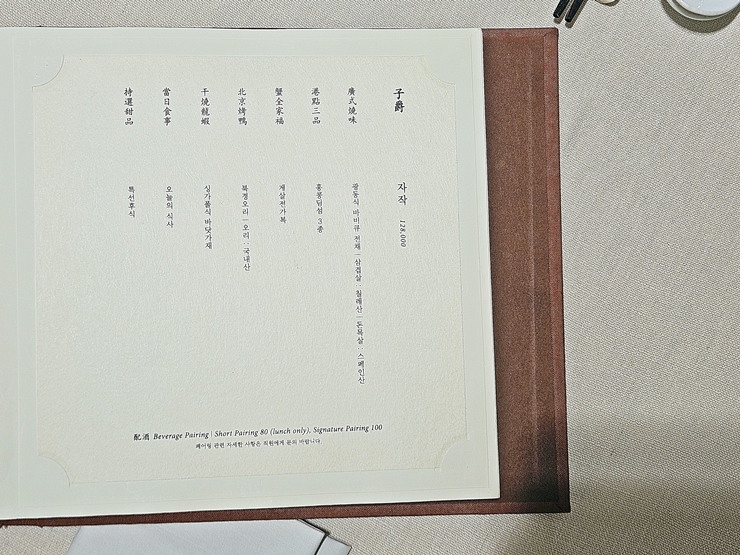 子爵
자작 128,000
廣式燒味
광동식 바비큐 전채 | 삼겹살 : 칠레산 | 돈목살 : 스페인산
港點三品
홍콩딤섬 3종
蟹全家福
게살전가복
北京烤鴨
북경오리 | 오리 : 국내산
干燒龍蝦
싱가폴식 바닷가재
當日食事
오늘의 식사
特選甜品
특선후식
配酒 Beverage Pairing | Short Pairing 80 (lunch only), Signature Pairing 100
페어링 관련 자세한 사항은 직원에게 문의 바랍니다